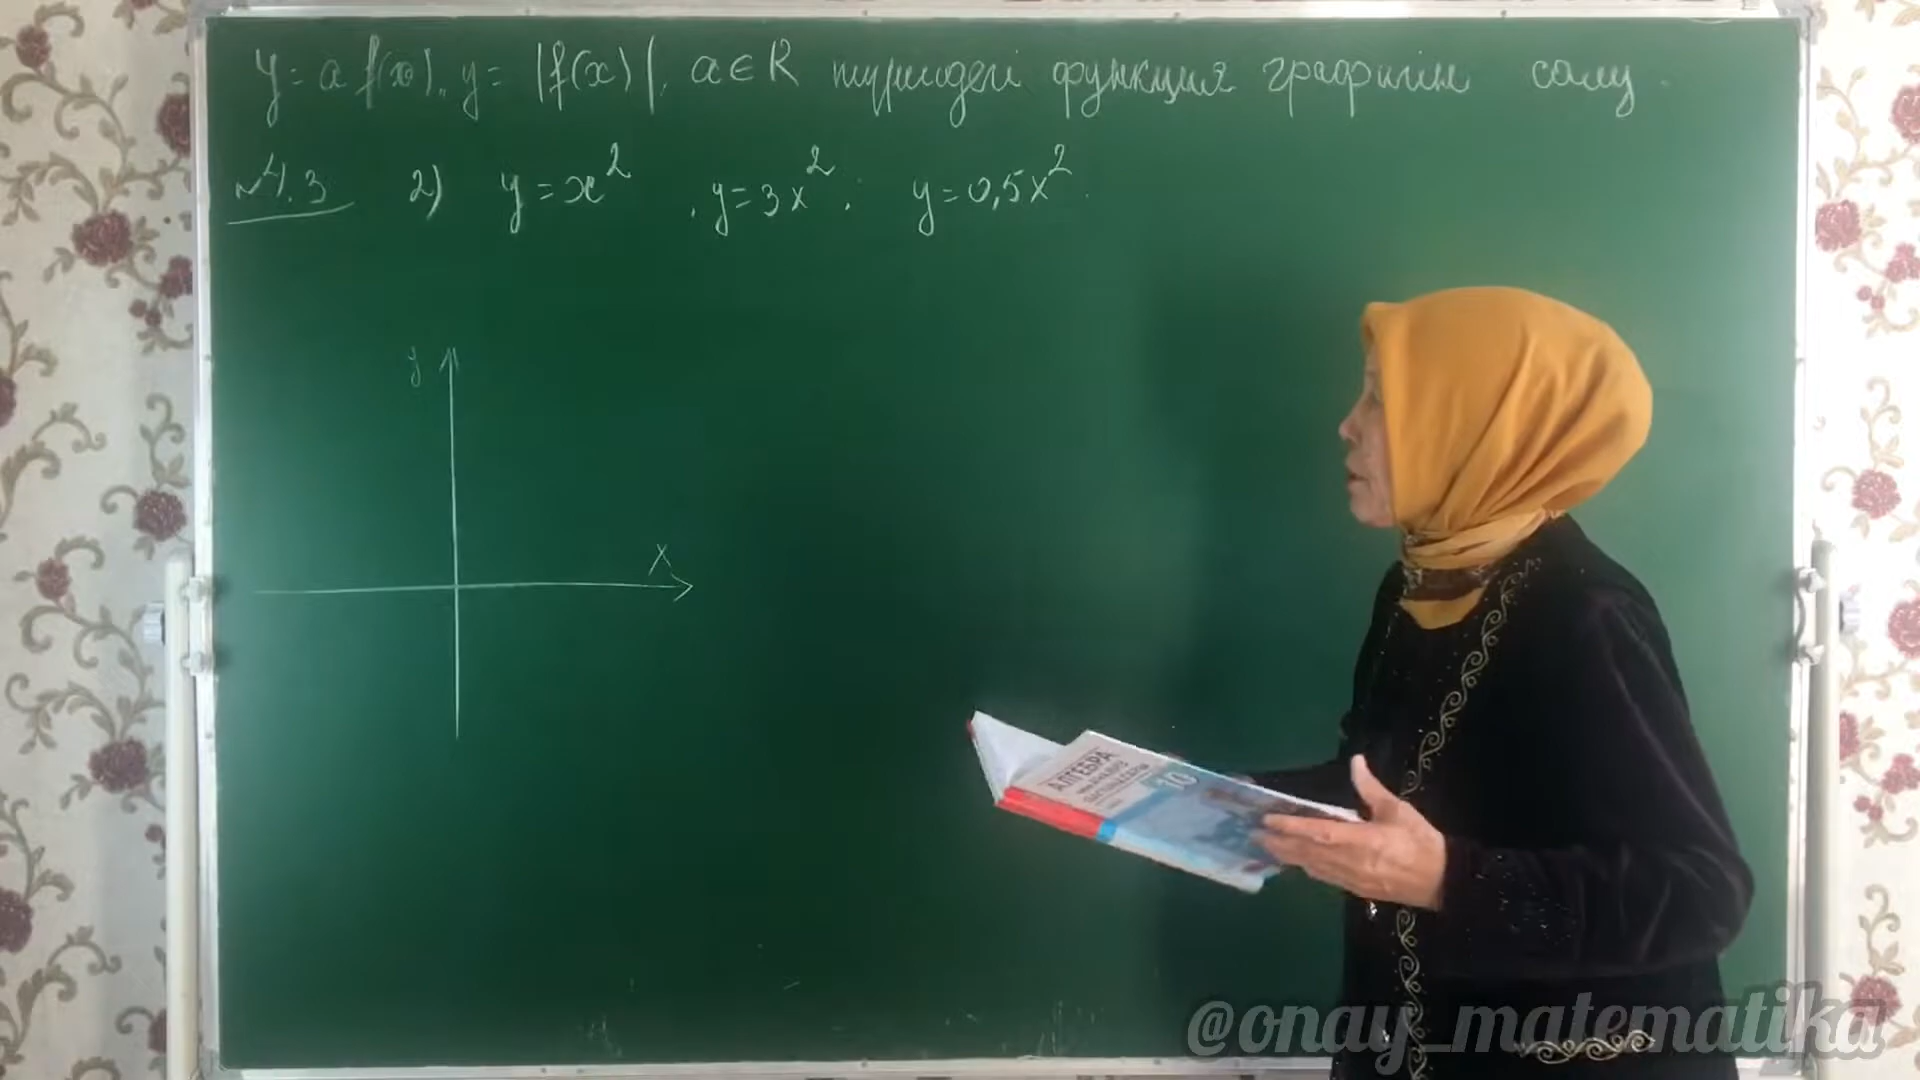 y = a f(x), y = |f(x)|, a ∈ R түріндегі функция графигін салу.
№4.3 2) y = x², y = 3x²; y = 0,5x².
y
x
АЛГЕБРА
10
@onay_matematika